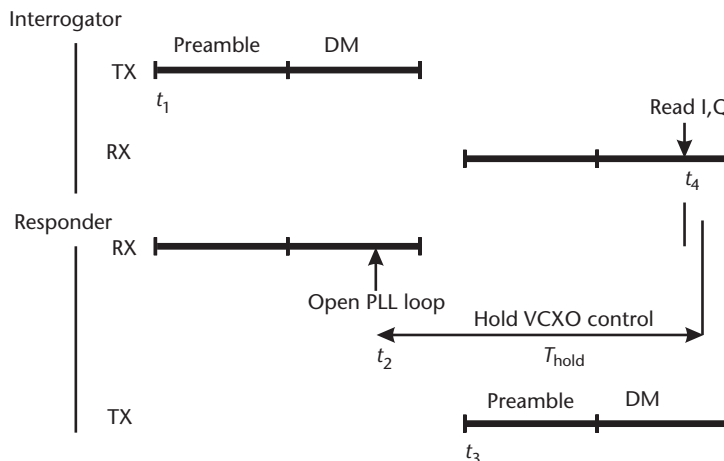 Interrogator
Preamble DM
TX
t1
Read I,Q
RX
t4
Responder
RX
Open PLL loop
Hold VCXO control
t2
Thold
Preamble DM
TX
t3